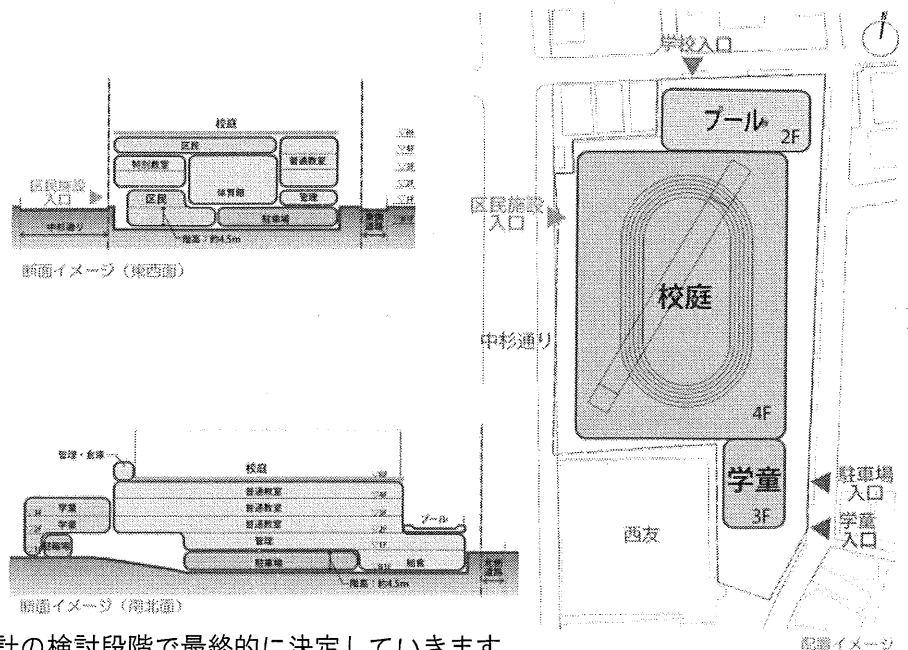 校庭
区民
特別教室
普通教室
体育館
区民施設
入口
区民
管理
駐車場
中杉通り
階高：約4.5m
断面イメージ（東西面）
管理・倉庫
校庭
普通教室
普通教室
普通教室
学童
学童
プール
管理
駐輪場
駐車場
給食
階高：約4.5m
断面イメージ（南北面）
計の検討段階で最終的に決定していきます
N
学校入口
プール
2F
区民施設
入口
校庭
中杉通り
4F
学童
3F
駐車場
入口
学童
入口
西友
配置イメージ